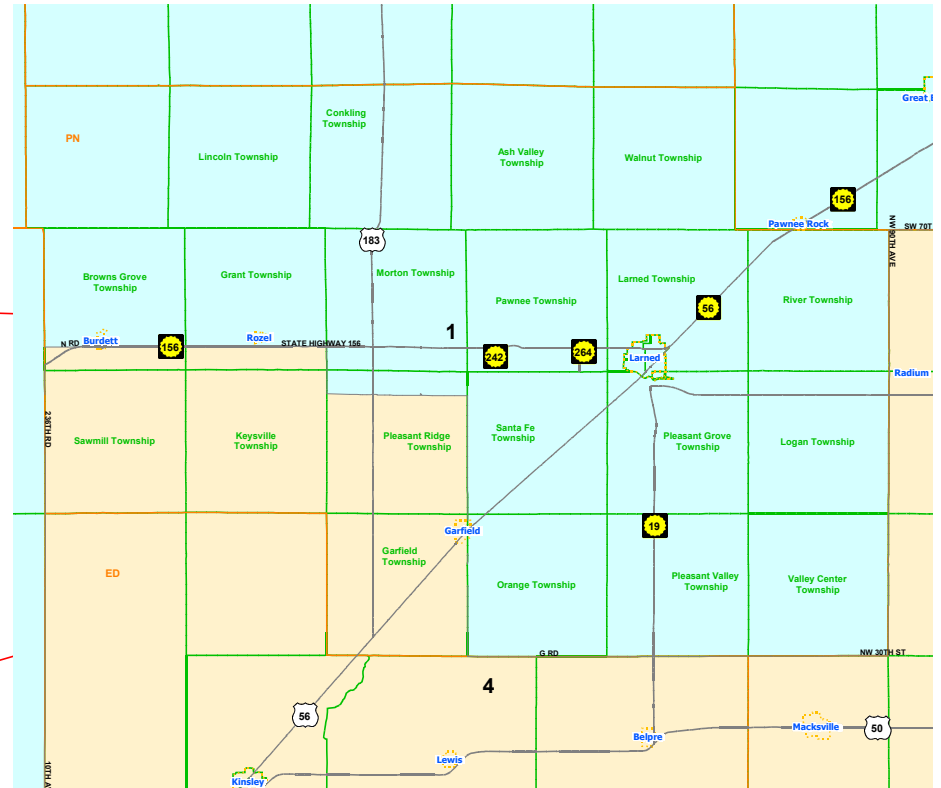 Great
Conkling
Township
PN
Lincoln Township
Ash Valley
Township
Walnut Township
156
Pawnee Rock
NW 90TH AVE
SW 70T
183
Browns Grove
Township
Grant Township
Morton Township
Pawnee Township
Larned Township
River Township
56
Burdett
Rozel
N RD
156
STATE HIGHWAY 156
1
242
264
Larned
Radium
236TH RD
Sawmill Township
Keysville
Township
Pleasant Ridge
Township
Santa Fe
Township
Pleasant Grove
Township
Logan Township
19
Garfield
Garfield
Township
ED
Orange Township
Pleasant Valley
Township
Valley Center
Township
G RD
NW 30TH ST
4
56
Macksville
50
Belpre
Lewis
Kinsley
10TH AV